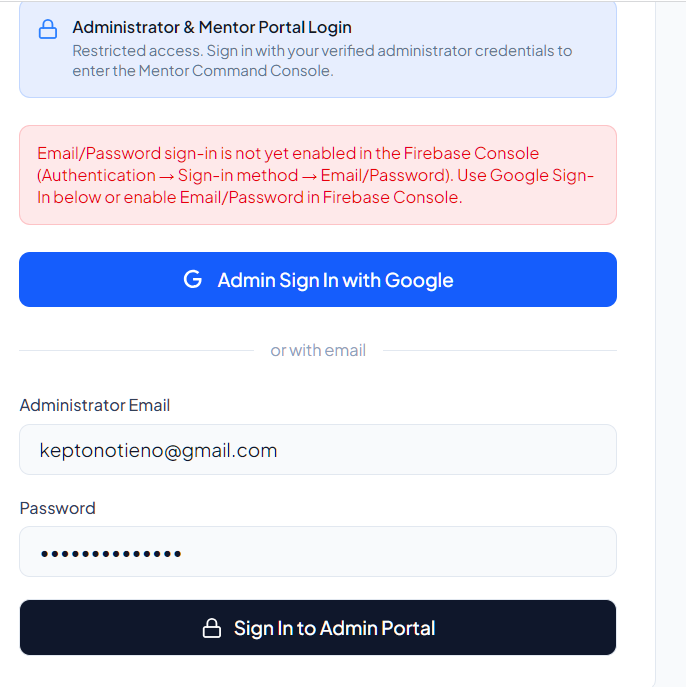 Administrator & Mentor Portal Login
Restricted access. Sign in with your verified administrator credentials to
enter the Mentor Command Console.
Email/Password sign-in is not yet enabled in the Firebase Console
(Authentication → Sign-in method → Email/Password). Use Google Sign-
In below or enable Email/Password in Firebase Console.
G Admin Sign In with Google
or with email
Administrator Email
keptonotieno@gmail.com
Password
••••••••••••••
Sign In to Admin Portal